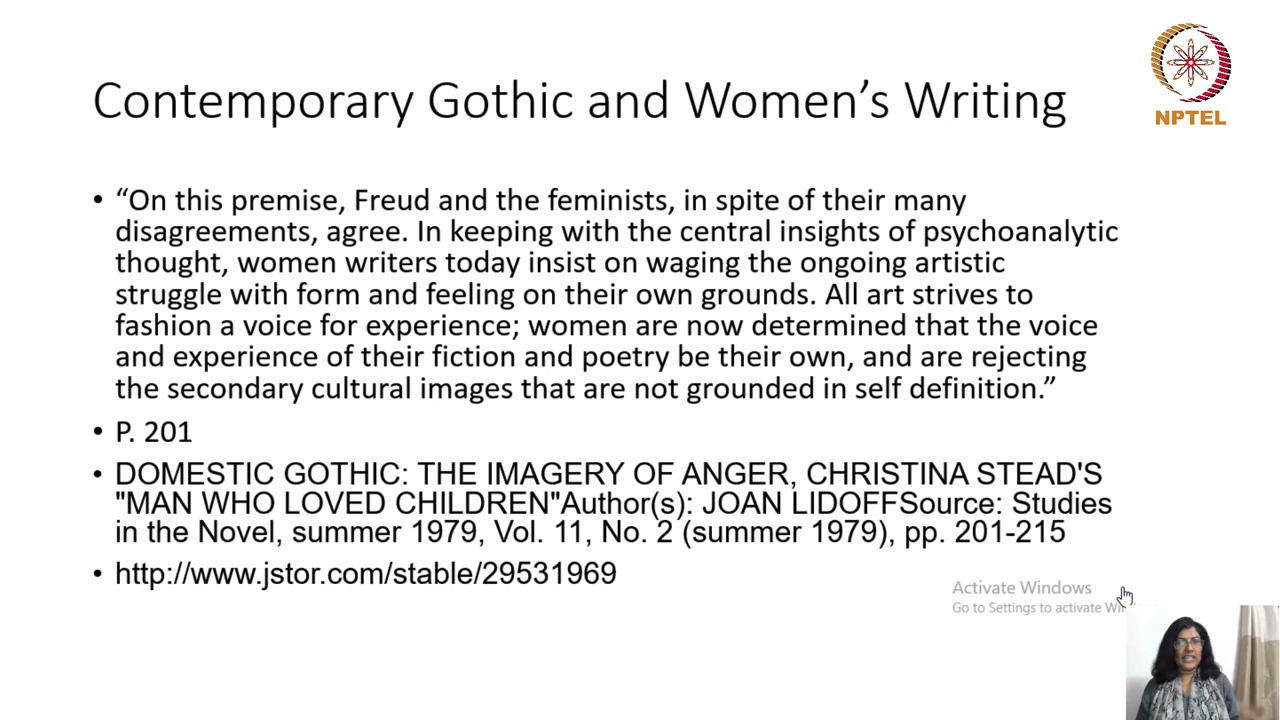 NPTEL
Contemporary Gothic and Women’s Writing
• “On this premise, Freud and the feminists, in spite of their many
disagreements, agree. In keeping with the central insights of psychoanalytic
thought, women writers today insist on waging the ongoing artistic
struggle with form and feeling on their own grounds. All art strives to
fashion a voice for experience; women are now determined that the voice
and experience of their fiction and poetry be their own, and are rejecting
the secondary cultural images that are not grounded in self definition.”
• P. 201
• DOMESTIC GOTHIC: THE IMAGERY OF ANGER, CHRISTINA STEAD'S
"MAN WHO LOVED CHILDREN"Author(s): JOAN LIDOFFSource: Studies
in the Novel, summer 1979, Vol. 11, No. 2 (summer 1979), pp. 201-215
• http://www.jstor.com/stable/29531969
Activate Windows
Go to Settings to activate